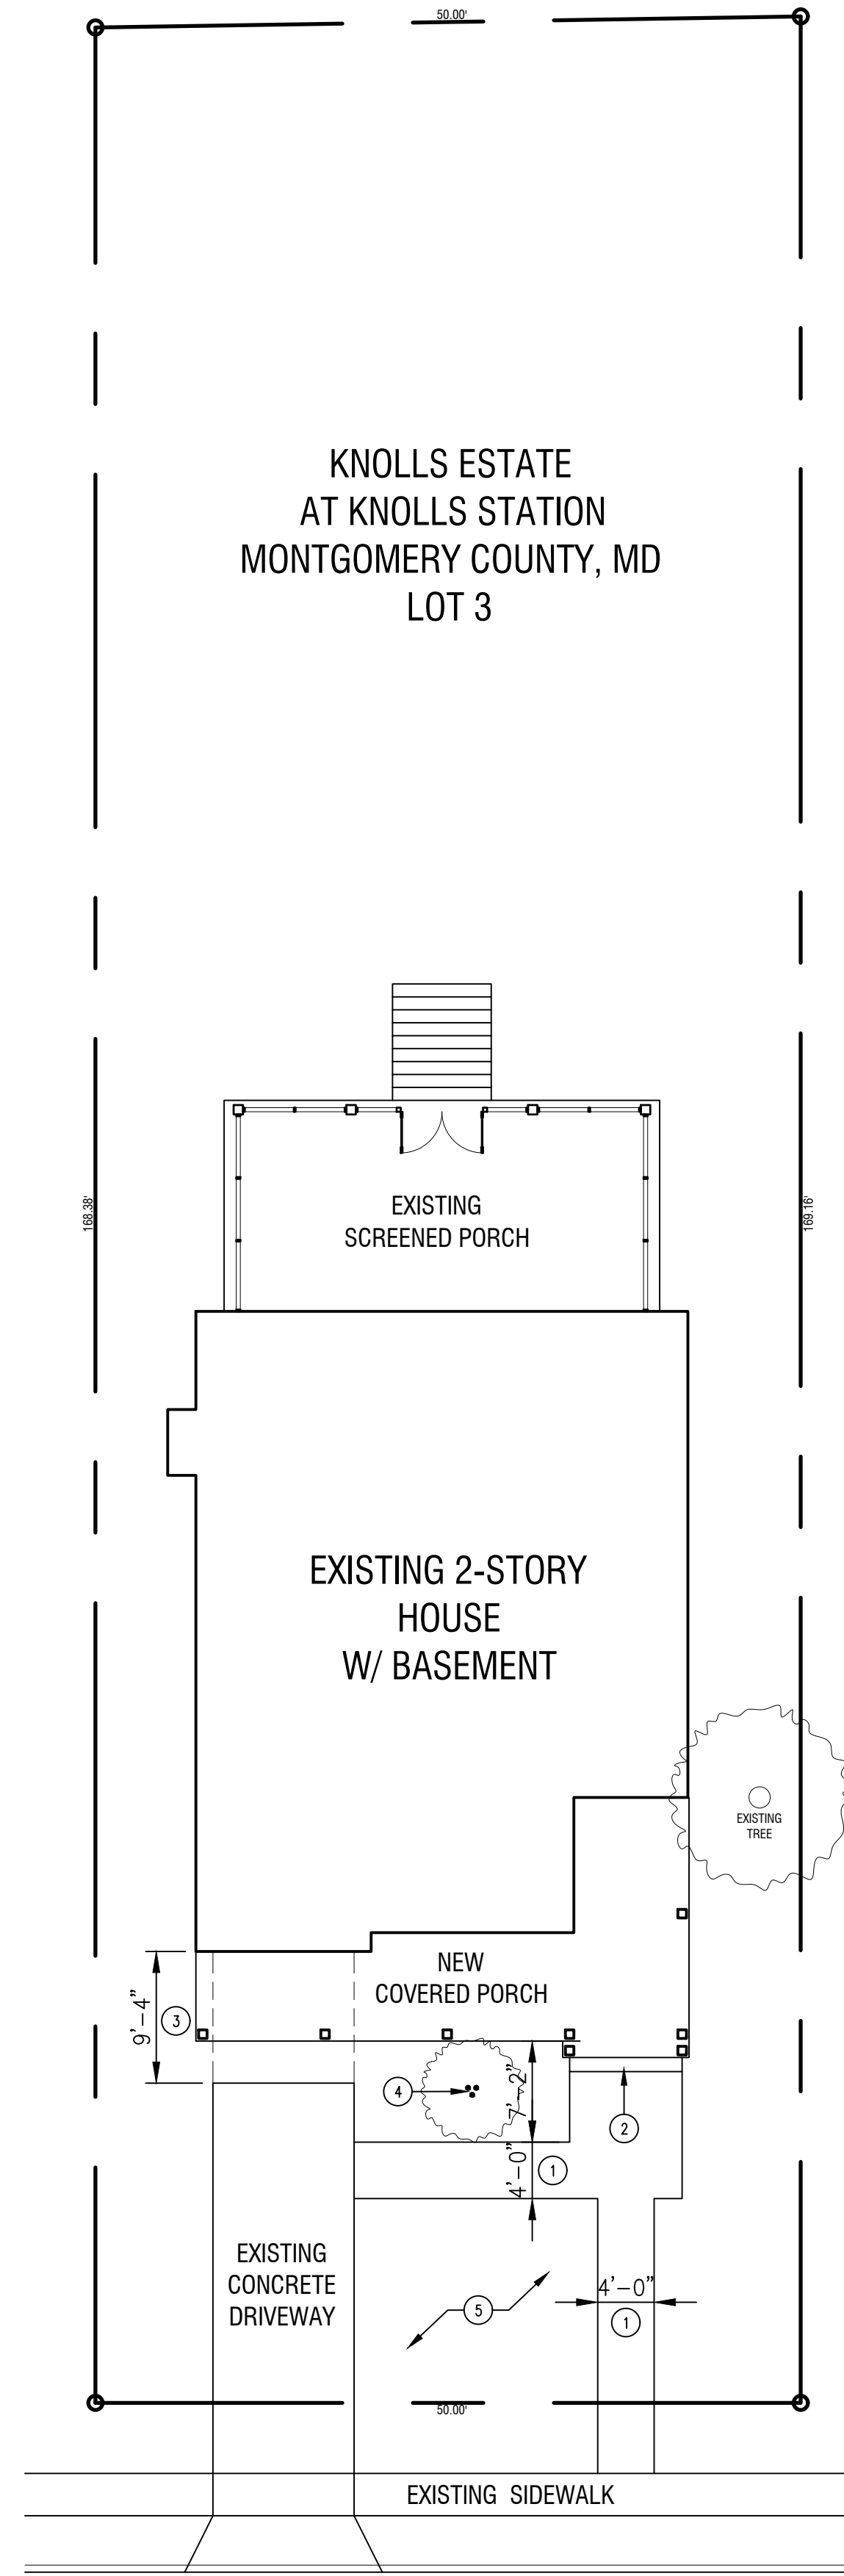 50.00'
KNOLLS ESTATE
AT KNOLLS STATION
MONTGOMERY COUNTY, MD
LOT 3
168.38'
169.16'
EXISTING
SCREENED PORCH
EXISTING 2-STORY
HOUSE
W/ BASEMENT
EXISTING
TREE
NEW
COVERED PORCH
9'-4"
3
4
7'-2"
2
4'-0"
1
EXISTING
CONCRETE
DRIVEWAY
5
4'-0"
1
50.00'
EXISTING SIDEWALK